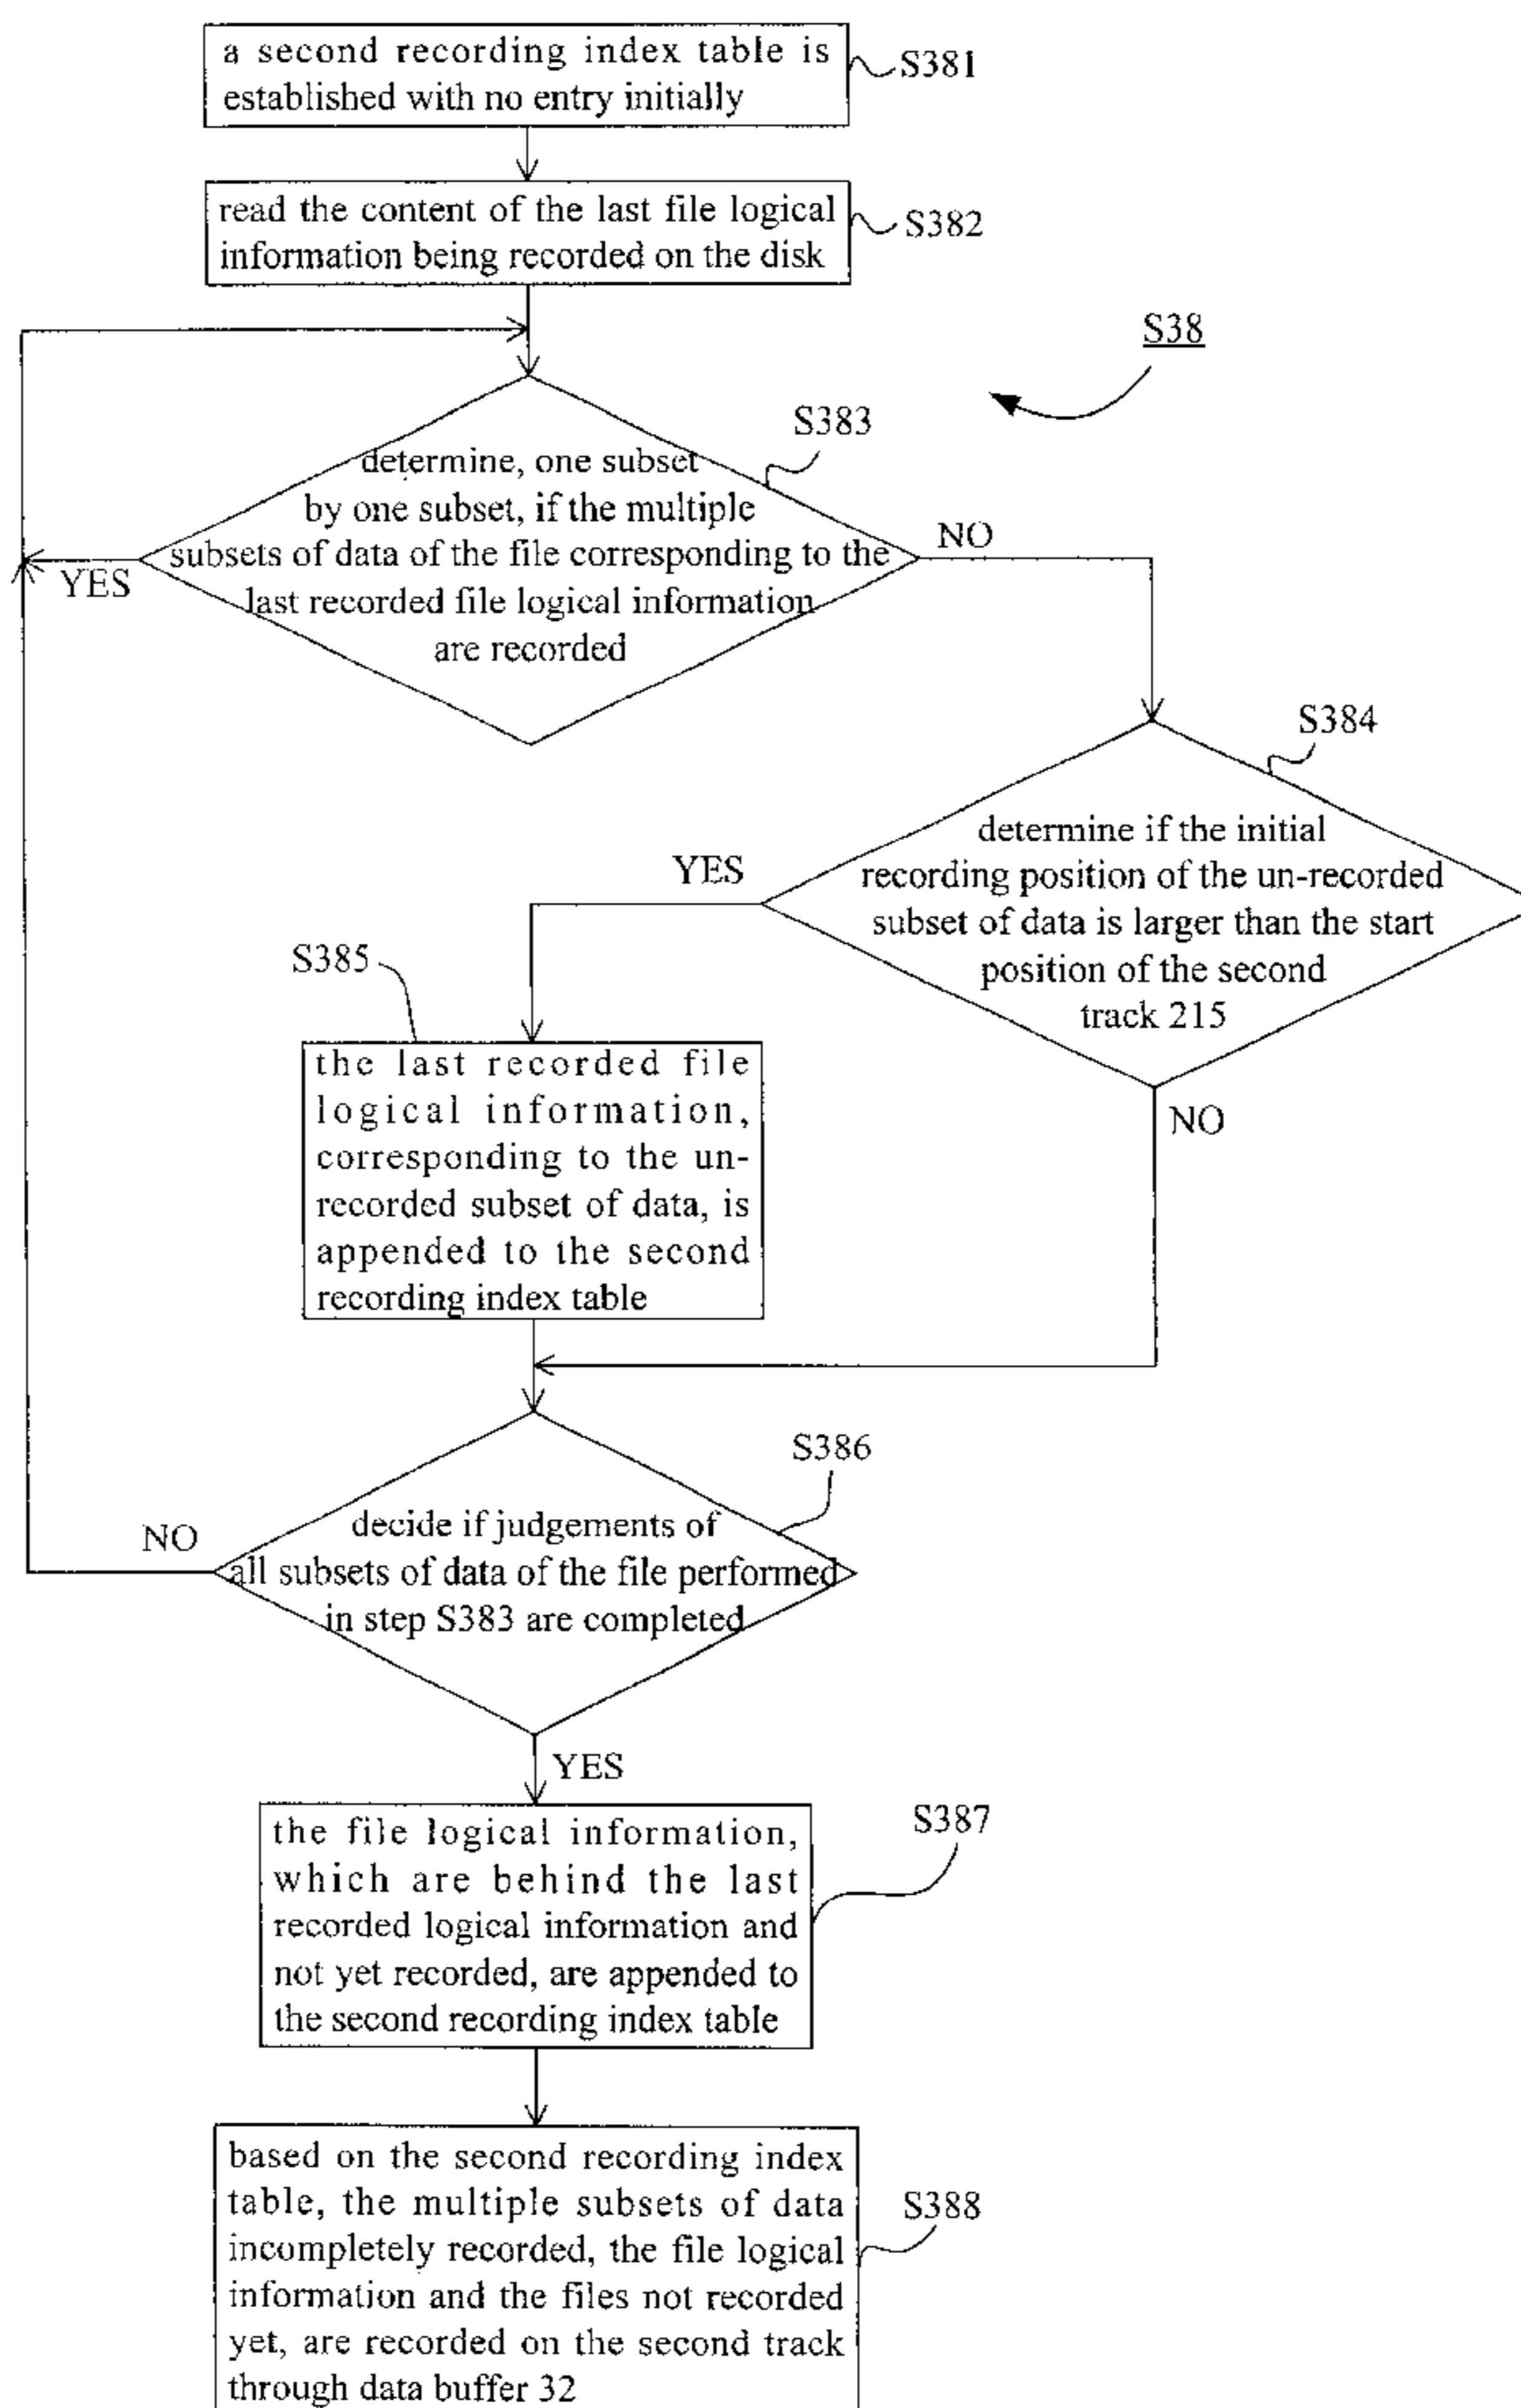 a second recording index table is
established with no entry initially
S381
read the content of the last file logical
information being recorded on the disk
S382
S38
S383
determine, one subset
by one subset, if the multiple
subsets of data of the file corresponding to the
last recorded file logical information
are recorded
NO
YES
S384
determine if the initial
recording position of the un-recorded
subset of data is larger than the start
position of the second
track 215
YES
NO
S385
the last recorded file
logical information,
corresponding to the un-
recorded subset of data, is
appended to the second
recording index table
S386
decide if judgements of
all subsets of data of the file performed
in step S383 are completed
NO
YES
the file logical information,
which are behind the last
recorded logical information and
not yet recorded, are appended to
the second recording index table
S387
based on the second recording index
table, the multiple subsets of data
incompletely recorded, the file logical
information and the files not recorded
yet, are recorded on the second track
through data buffer 32
S388